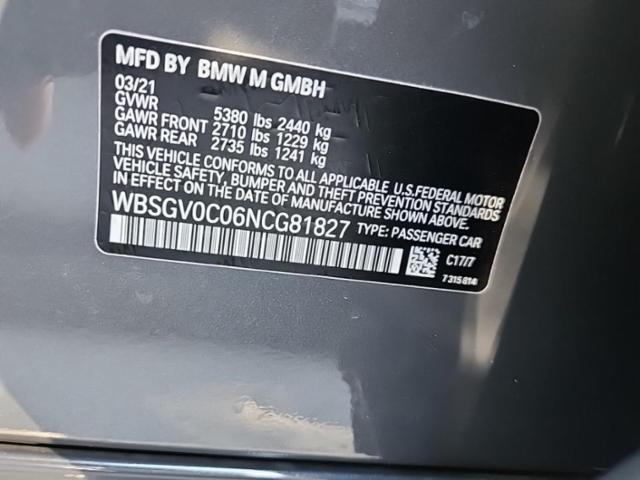 MFD BY BMW M GMBH
03/21
GVWR 5380 lbs 2440 kg
GAWR FRONT 2710 lbs 1229 kg
GAWR REAR 2735 lbs 1241 kg
THIS VEHICLE CONFORMS TO ALL APPLICABLE U.S.FEDERAL MOTOR
VEHICLE SAFETY, BUMPER AND THEFT PREVENTION STANDARDS
IN EFFECT ON THE DATE OF MANUFACTURE SHOWN ABOVE.
WBSGV0C06NCG81827 TYPE: PASSENGER CAR
C17/7
7315814